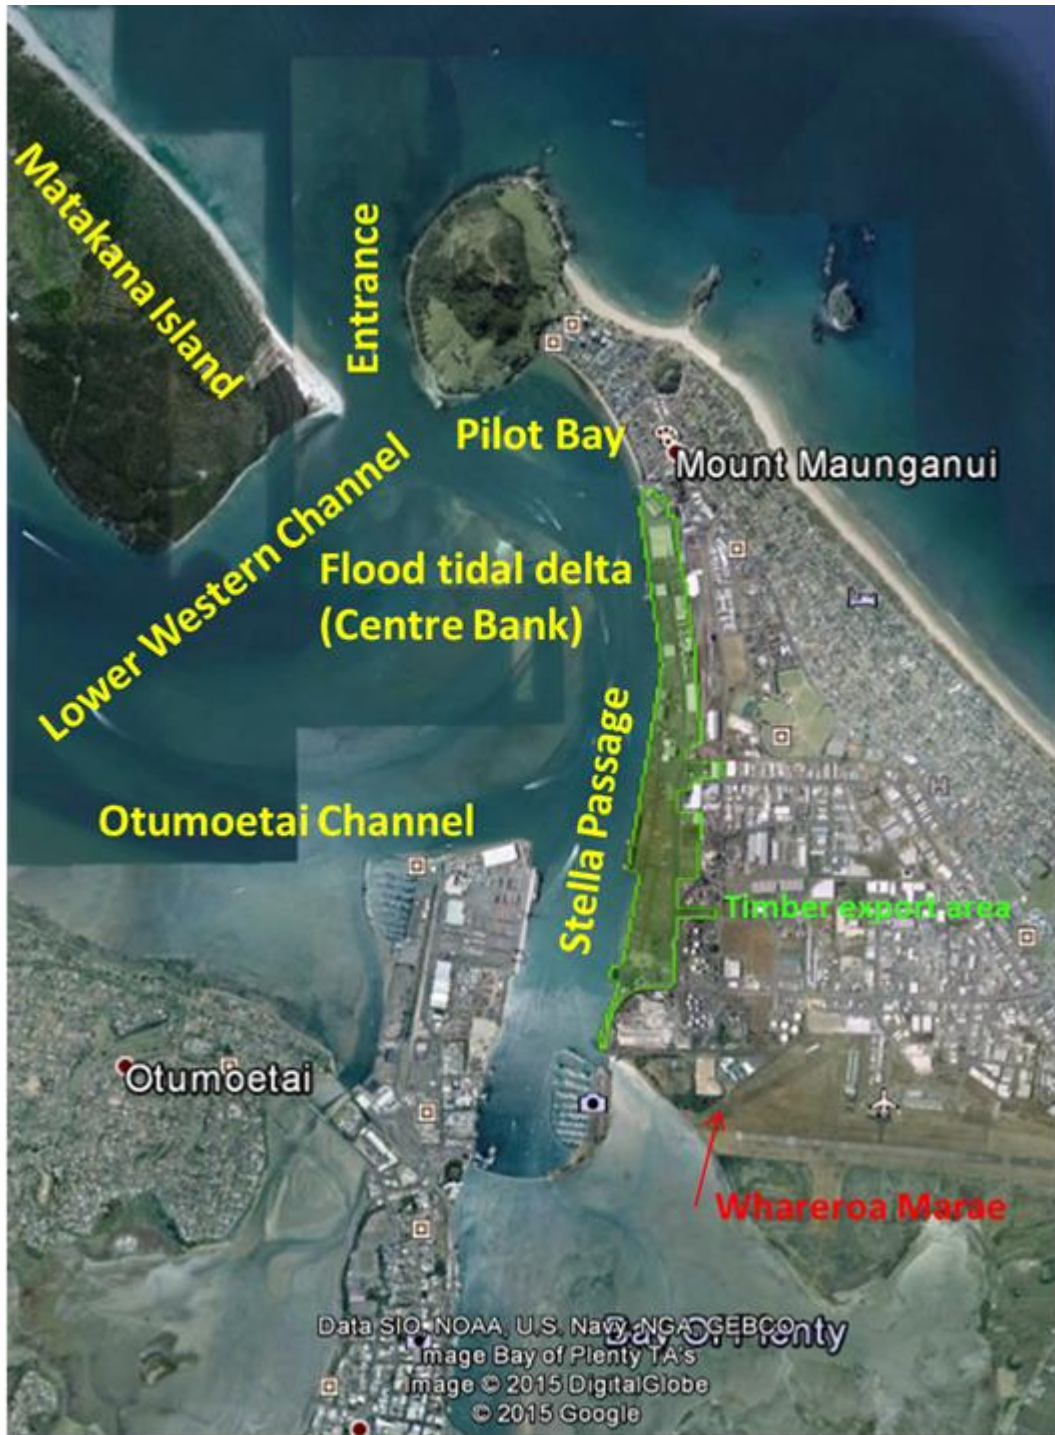 Matakana Island
Entrance
Pilot Bay
Mount Maunganui
Lower Western Channel
Flood tidal delta
(Centre Bank)
Stella Passage
Otumoetai Channel
Timber export area
Otumoetai
Whareroa Marae
Bay Of Plenty
Data SIO, NOAA, U.S. Navy, NGA, GEBCO
Image Bay of Plenty TA's
Image © 2015 DigitalGlobe
© 2015 Google